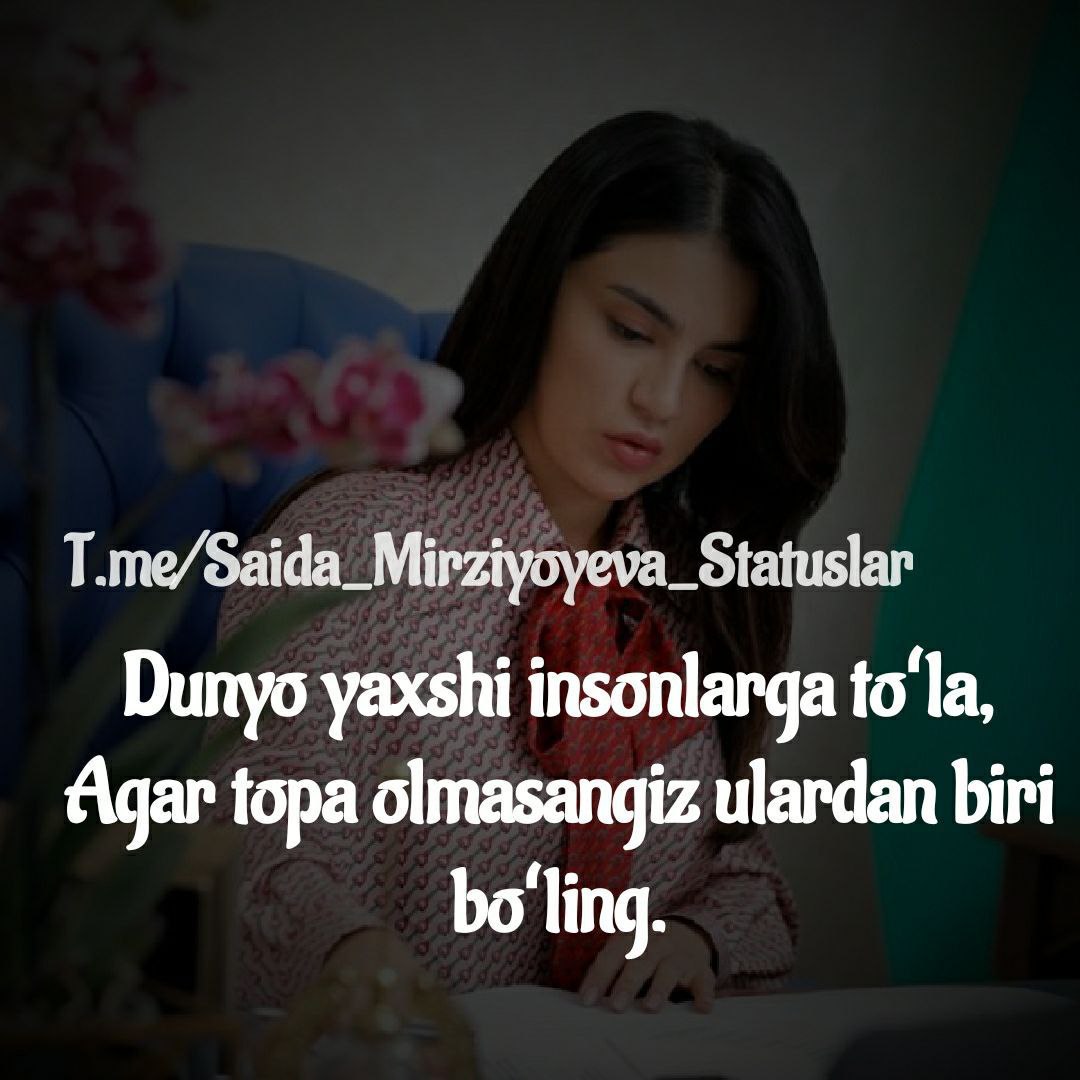 T.me/Saida_Mirziyoyeva_Statuslar
Dunyo yaxshi insonlarga to‘la,
Agar topa olmasangiz ulardan biri
bo‘ling.